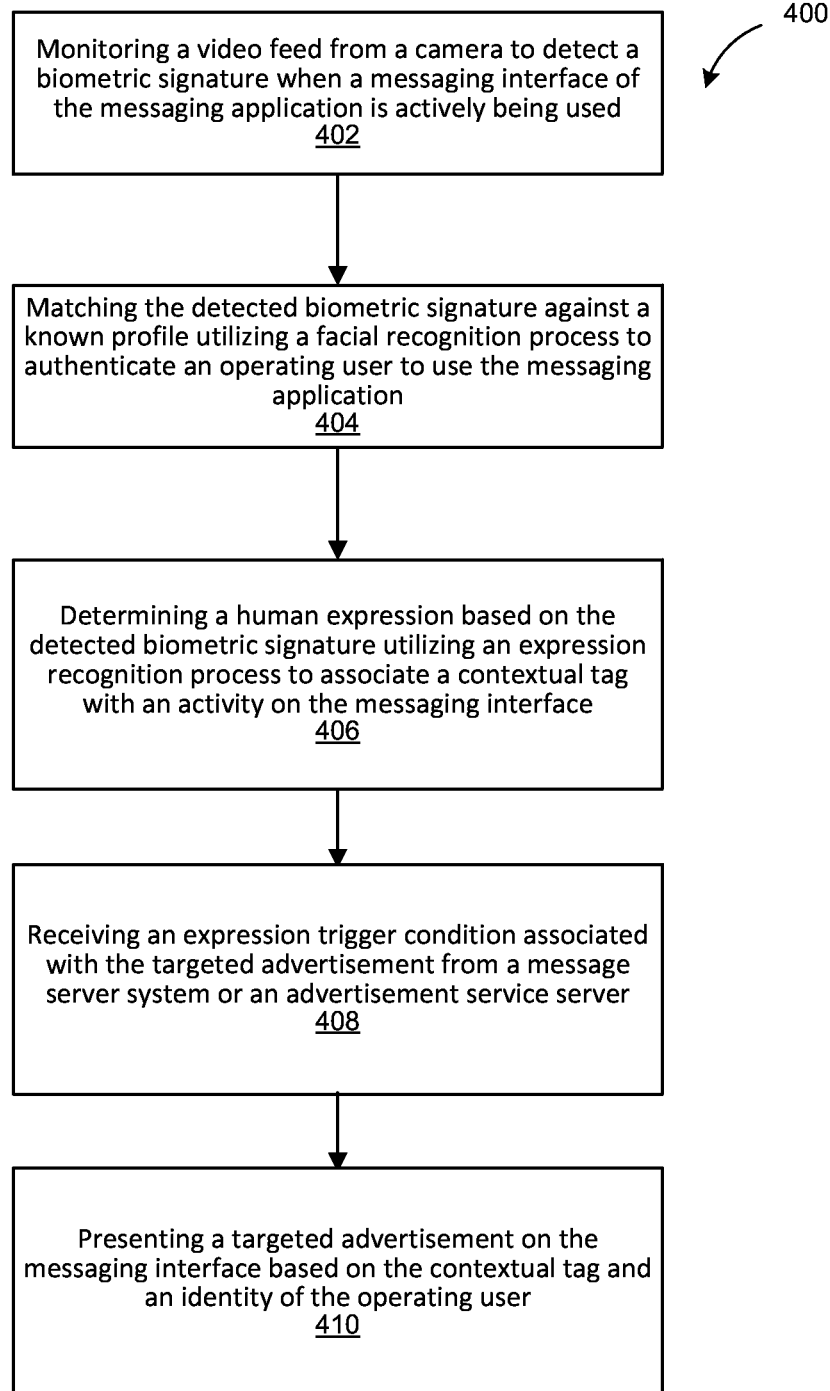 400
Monitoring a video feed from a camera to detect a
biometric signature when a messaging interface of
the messaging application is actively being used
402
Matching the detected biometric signature against a
known profile utilizing a facial recognition process to
authenticate an operating user to use the messaging
application
404
Determining a human expression based on the
detected biometric signature utilizing an expression
recognition process to associate a contextual tag
with an activity on the messaging interface
406
Receiving an expression trigger condition associated
with the targeted advertisement from a message
server system or an advertisement service server
408
Presenting a targeted advertisement on the
messaging interface based on the contextual tag and
an identity of the operating user
410